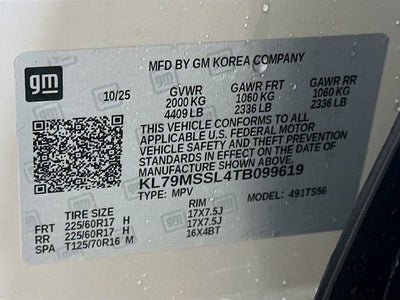 gm
MFD BY GM KOREA COMPANY
10/25 GVWR GAWR FRT GAWR RR
2000 KG 1060 KG 1060 KG
4409 LB 2336 LB 2336 LB
THIS VEHICLE CONFORMS TO ALL
APPLICABLE U.S. FEDERAL MOTOR
VEHICLE SAFETY AND THEFT PREVENTION
STANDARDS IN EFFECT ON THE DATE OF
MANUFACTURE SHOWN ABOVE.
KL79MSSL4TB099619
TYPE: MPV MODEL: 491TS56
TIRE SIZE RIM
FRT 225/60R17 H 17X7.5J
RR 225/60R17 H 17X7.5J
SPA T125/70R16 M 16X4BT